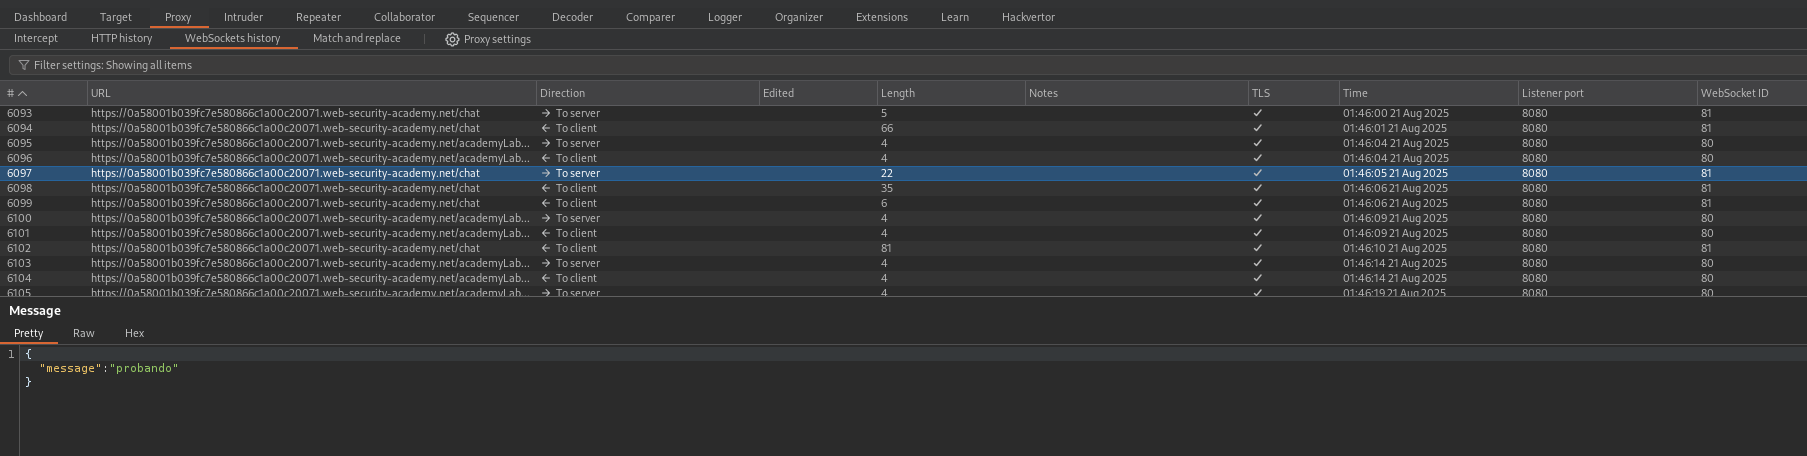 Dashboard Target Proxy Intruder Repeater Collaborator Sequencer Decoder Comparer Logger Organizer Extensions Learn Hackvertor
Intercept HTTP history WebSockets history Match and replace Proxy settings
Filter settings: Showing all items
# URL Direction Edited Length Notes TLS Time Listener port WebSocket ID
6093 https://0a58001b039fc7e580866c1a00c20071.web-security-academy.net/chat → To server 5 ✓ 01:46:00 21 Aug 2025 8080 81
6094 https://0a58001b039fc7e580866c1a00c20071.web-security-academy.net/chat ← To client 66 ✓ 01:46:01 21 Aug 2025 8080 81
6095 https://0a58001b039fc7e580866c1a00c20071.web-security-academy.net/academyLab... → To server 4 ✓ 01:46:04 21 Aug 2025 8080 80
6096 https://0a58001b039fc7e580866c1a00c20071.web-security-academy.net/academyLab... ← To client 4 ✓ 01:46:04 21 Aug 2025 8080 80
6097 https://0a58001b039fc7e580866c1a00c20071.web-security-academy.net/chat → To server 22 ✓ 01:46:05 21 Aug 2025 8080 81
6098 https://0a58001b039fc7e580866c1a00c20071.web-security-academy.net/chat ← To client 35 ✓ 01:46:06 21 Aug 2025 8080 81
6099 https://0a58001b039fc7e580866c1a00c20071.web-security-academy.net/chat ← To client 6 ✓ 01:46:06 21 Aug 2025 8080 81
6100 https://0a58001b039fc7e580866c1a00c20071.web-security-academy.net/academyLab... → To server 4 ✓ 01:46:09 21 Aug 2025 8080 80
6101 https://0a58001b039fc7e580866c1a00c20071.web-security-academy.net/academyLab... ← To client 4 ✓ 01:46:09 21 Aug 2025 8080 80
6102 https://0a58001b039fc7e580866c1a00c20071.web-security-academy.net/chat ← To client 81 ✓ 01:46:10 21 Aug 2025 8080 81
6103 https://0a58001b039fc7e580866c1a00c20071.web-security-academy.net/academyLab... → To server 4 ✓ 01:46:14 21 Aug 2025 8080 80
6104 https://0a58001b039fc7e580866c1a00c20071.web-security-academy.net/academyLab... ← To client 4 ✓ 01:46:14 21 Aug 2025 8080 80
6105 https://0a58001b039fc7e580866c1a00c20071.web-security-academy.net/academyLab... → To server 4 ✓ 01:46:19 21 Aug 2025 8080 80
Message
Pretty Raw Hex
1 {
"message":"probando"
}